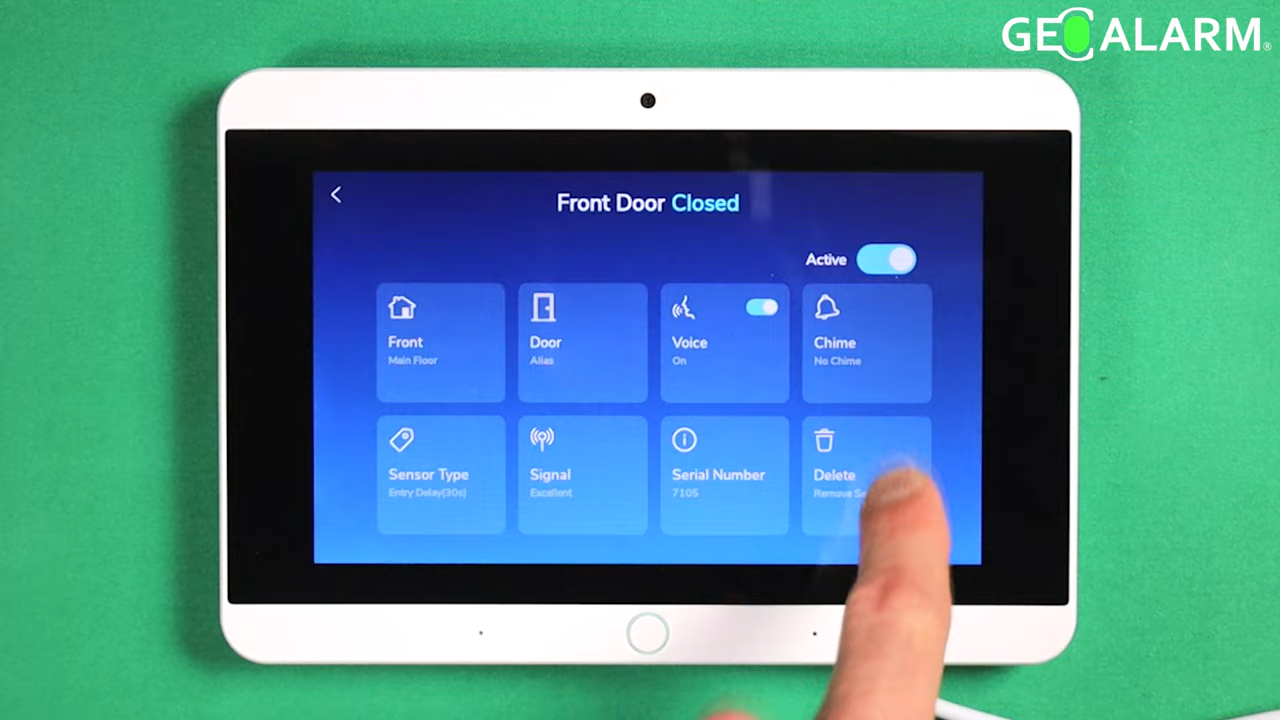 GEOALARM®
Front Door Closed
Active
Front
Main Floor
Door
Alias
Voice
On
Chime
No Chime
Sensor Type
Entry Delay(30s)
Signal
Excellent
Serial Number
7105
Delete
Remove